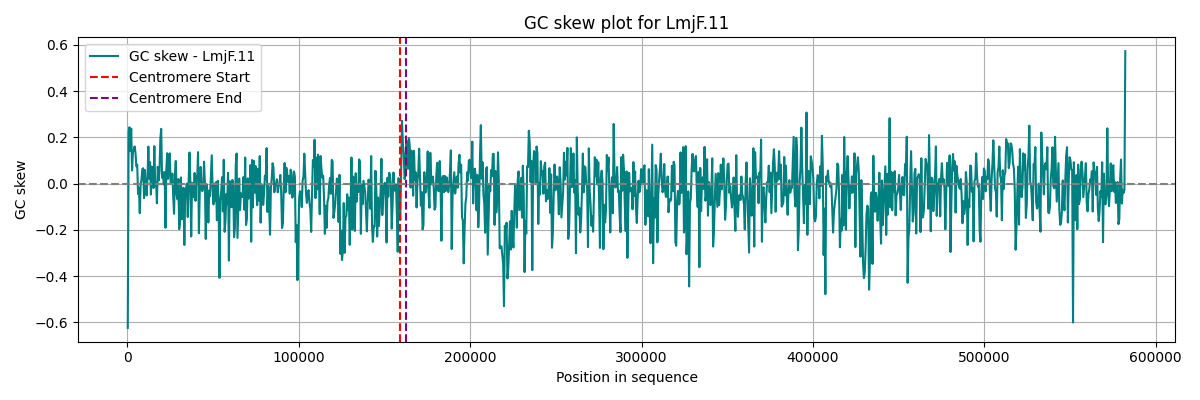 GC skew plot for LmjF.11
GC skew - LmjF.11
Centromere Start
Centromere End
GC skew
0.6
0.4
0.2
0.0
−0.2
−0.4
−0.6
0 100000 200000 300000 400000 500000 600000
Position in sequence